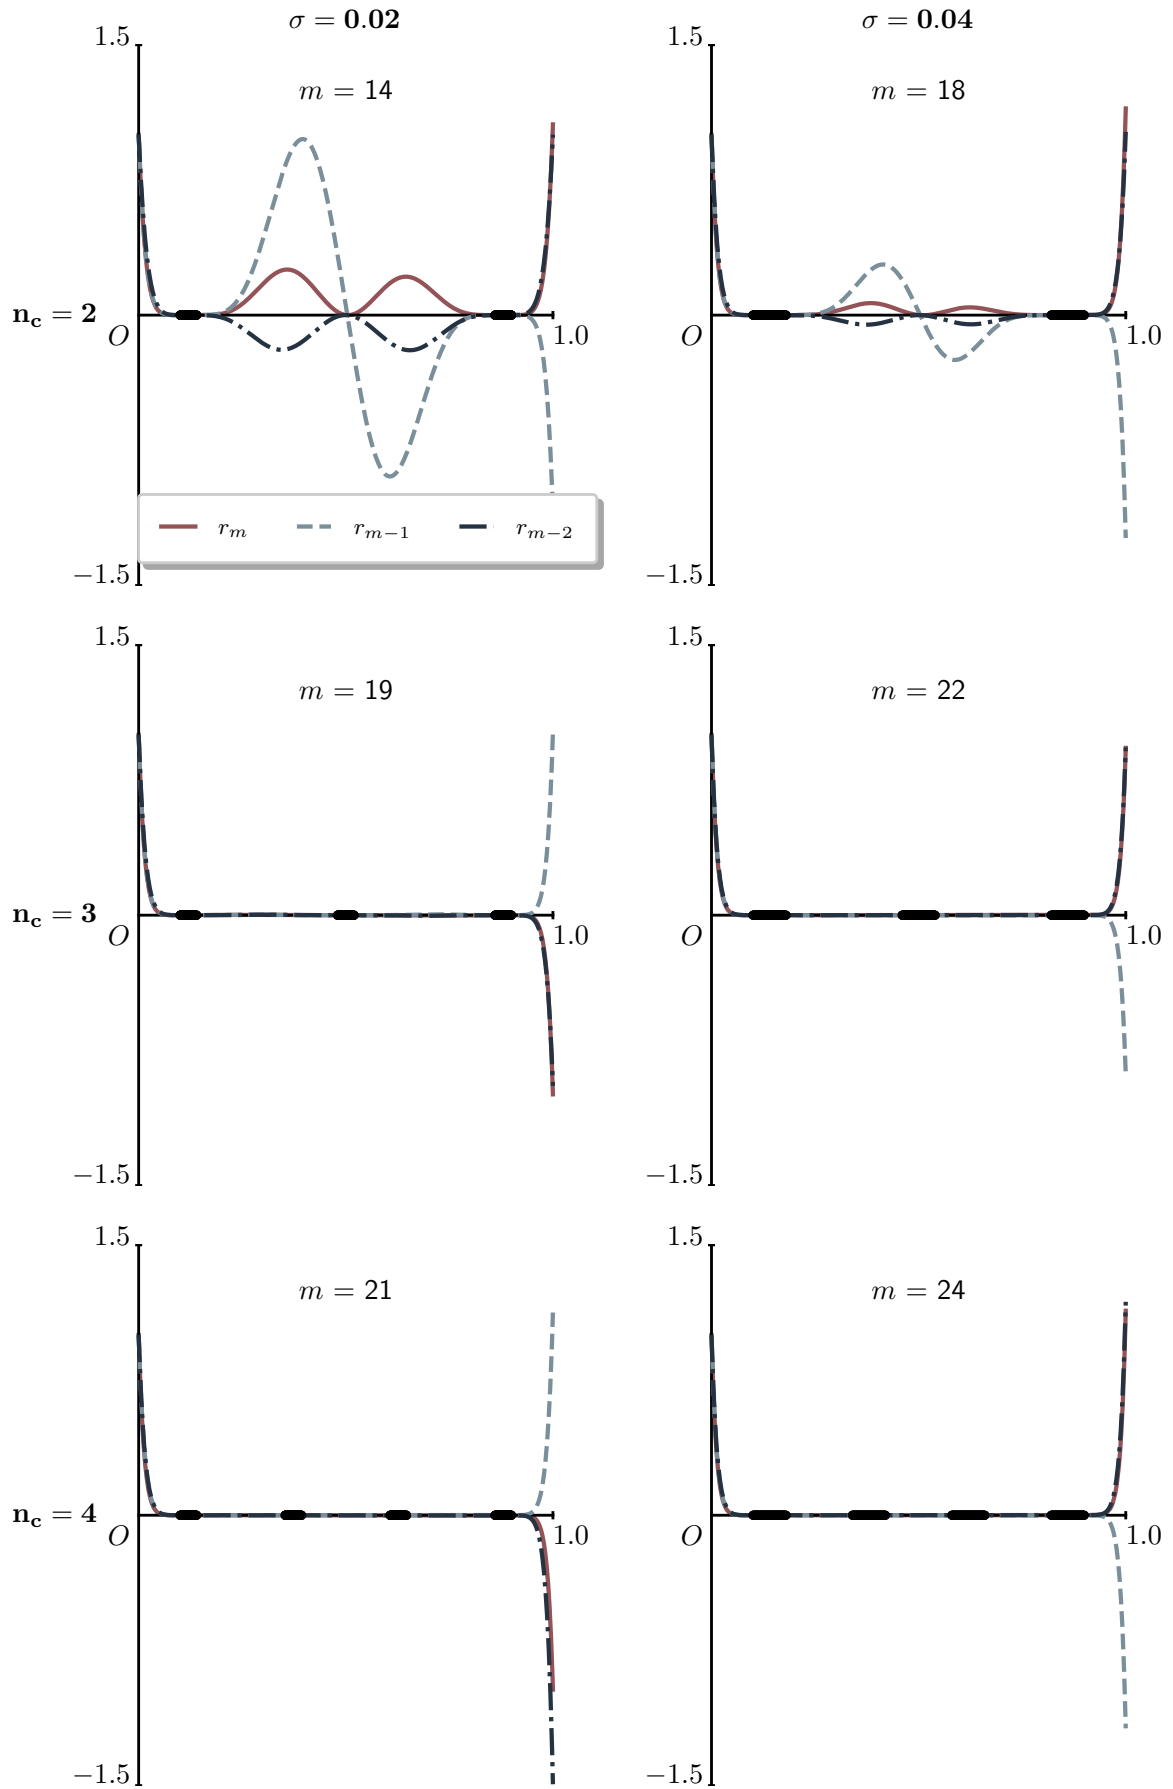 σ = 0.02
σ = 0.04
1.5
1.5
m = 14
m = 18
n_c = 2
O
1.0
O
1.0
r_m
r_{m−1}
r_{m−2}
−1.5
−1.5
1.5
1.5
m = 19
m = 22
n_c = 3
O
1.0
O
1.0
−1.5
−1.5
1.5
1.5
m = 21
m = 24
n_c = 4
O
1.0
O
1.0
−1.5
−1.5